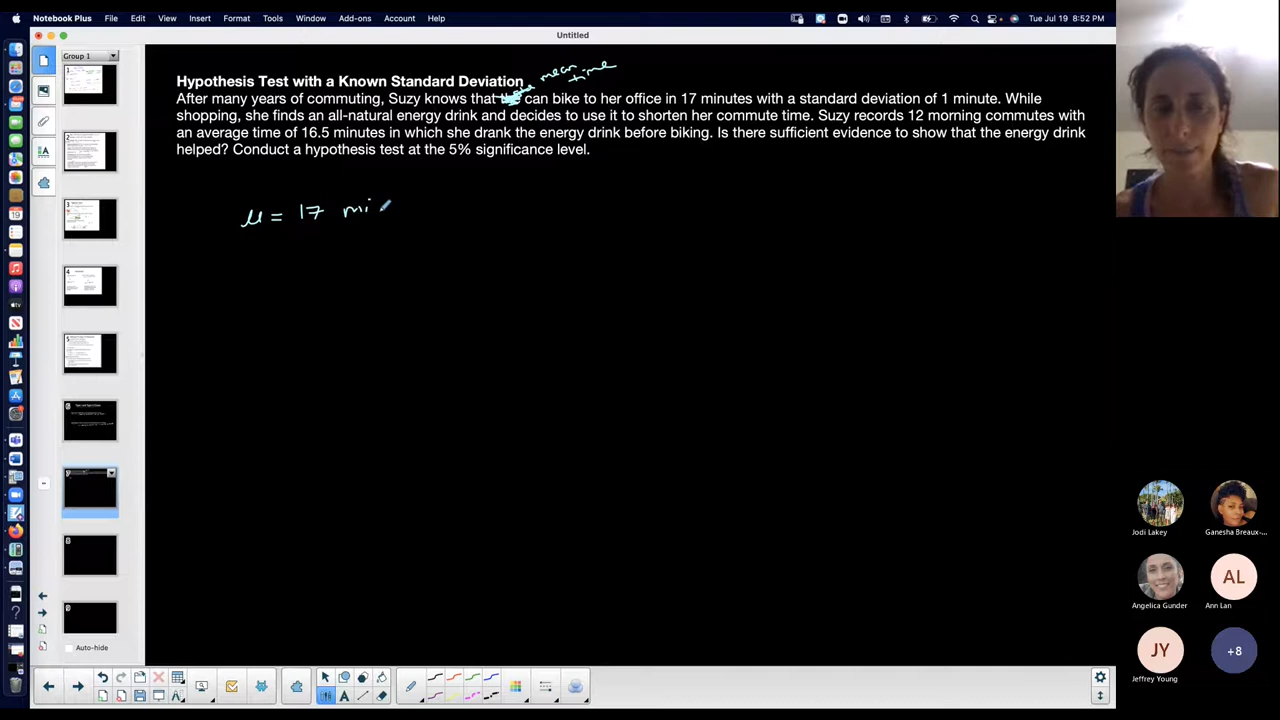 Notebook Plus File Edit View Insert Format Tools Window Add-ons Account Help Tue Jul 19 8:52 PM
Untitled
Group 1
Hypothesis Test with a Known Standard Deviation
mean time
After many years of commuting, Suzy knows that can bike to her office in 17 minutes with a standard deviation of 1 minute. While
shopping, she finds an all-natural energy drink and decides to use it to shorten her commute time. Suzy records 12 morning commutes with
an average time of 16.5 minutes in which she drank the energy drink before biking. Is there sufficient evidence to show that the energy drink
helped? Conduct a hypothesis test at the 5% significance level.
μ = 17 mi
Jodi Lakey
Ganesha Breaux-...
Angelica Gunder
AL
Ann Lan
JY
Jeffrey Young
+8
Auto-hide